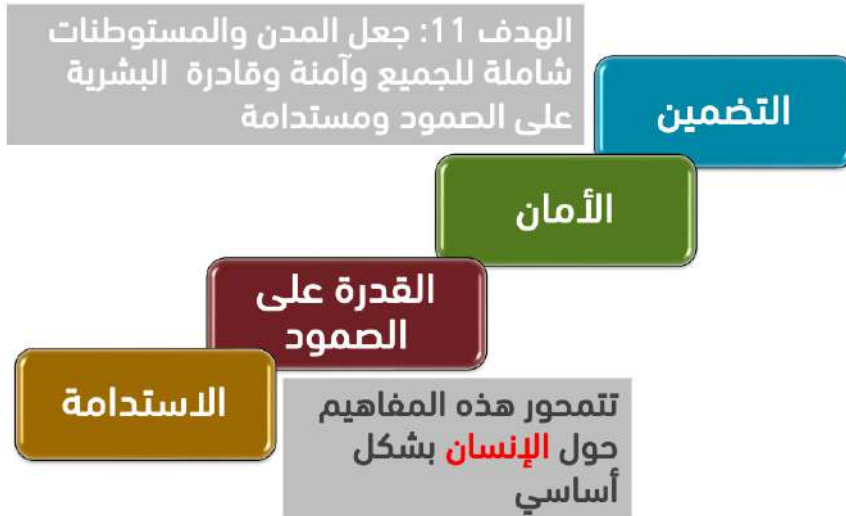 الهدف 11: جعل المدن والمستوطنات
شاملة للجميع وآمنة وقادرة البشرية
على الصمود ومستدامة
التضمين
الأمان
القدرة على
الصمود
الاستدامة
تتمحور هذه المفاهيم
حول الإنسان بشكل
أساسي